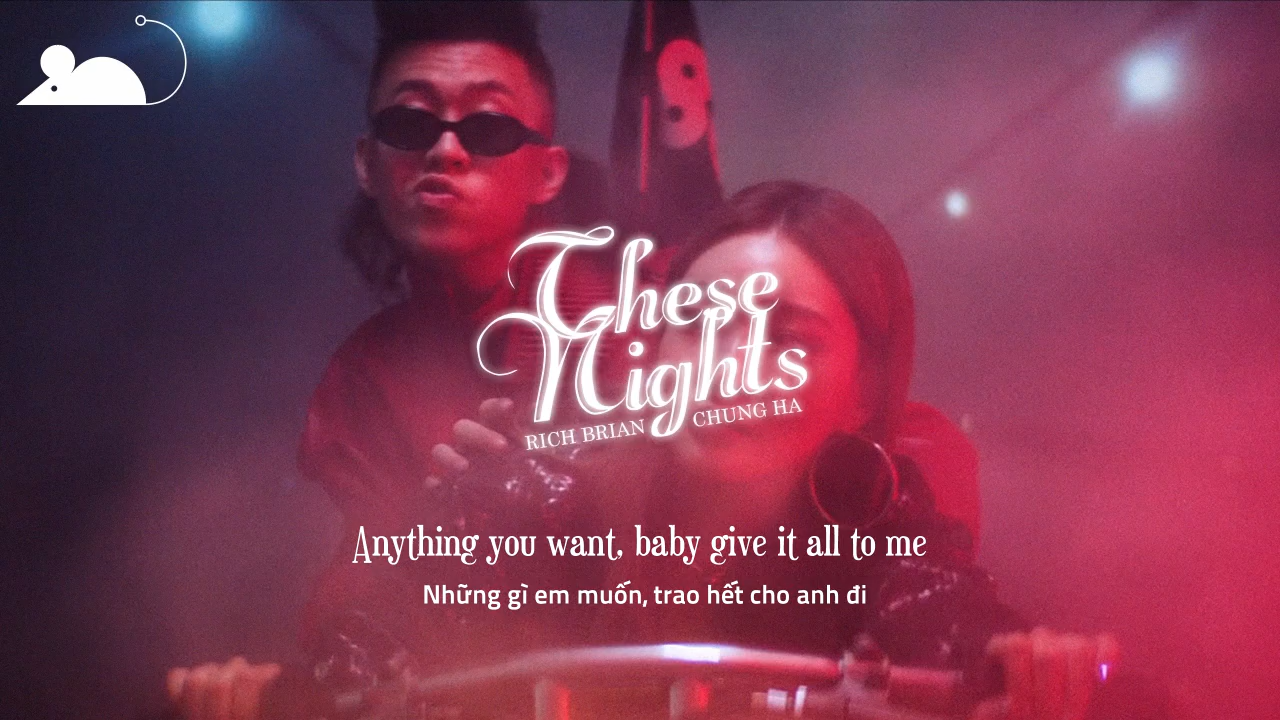 These
Nights
RICH BRIAN CHUNG HA
Anything you want, baby give it all to me
Những gì em muốn, trao hết cho anh đi